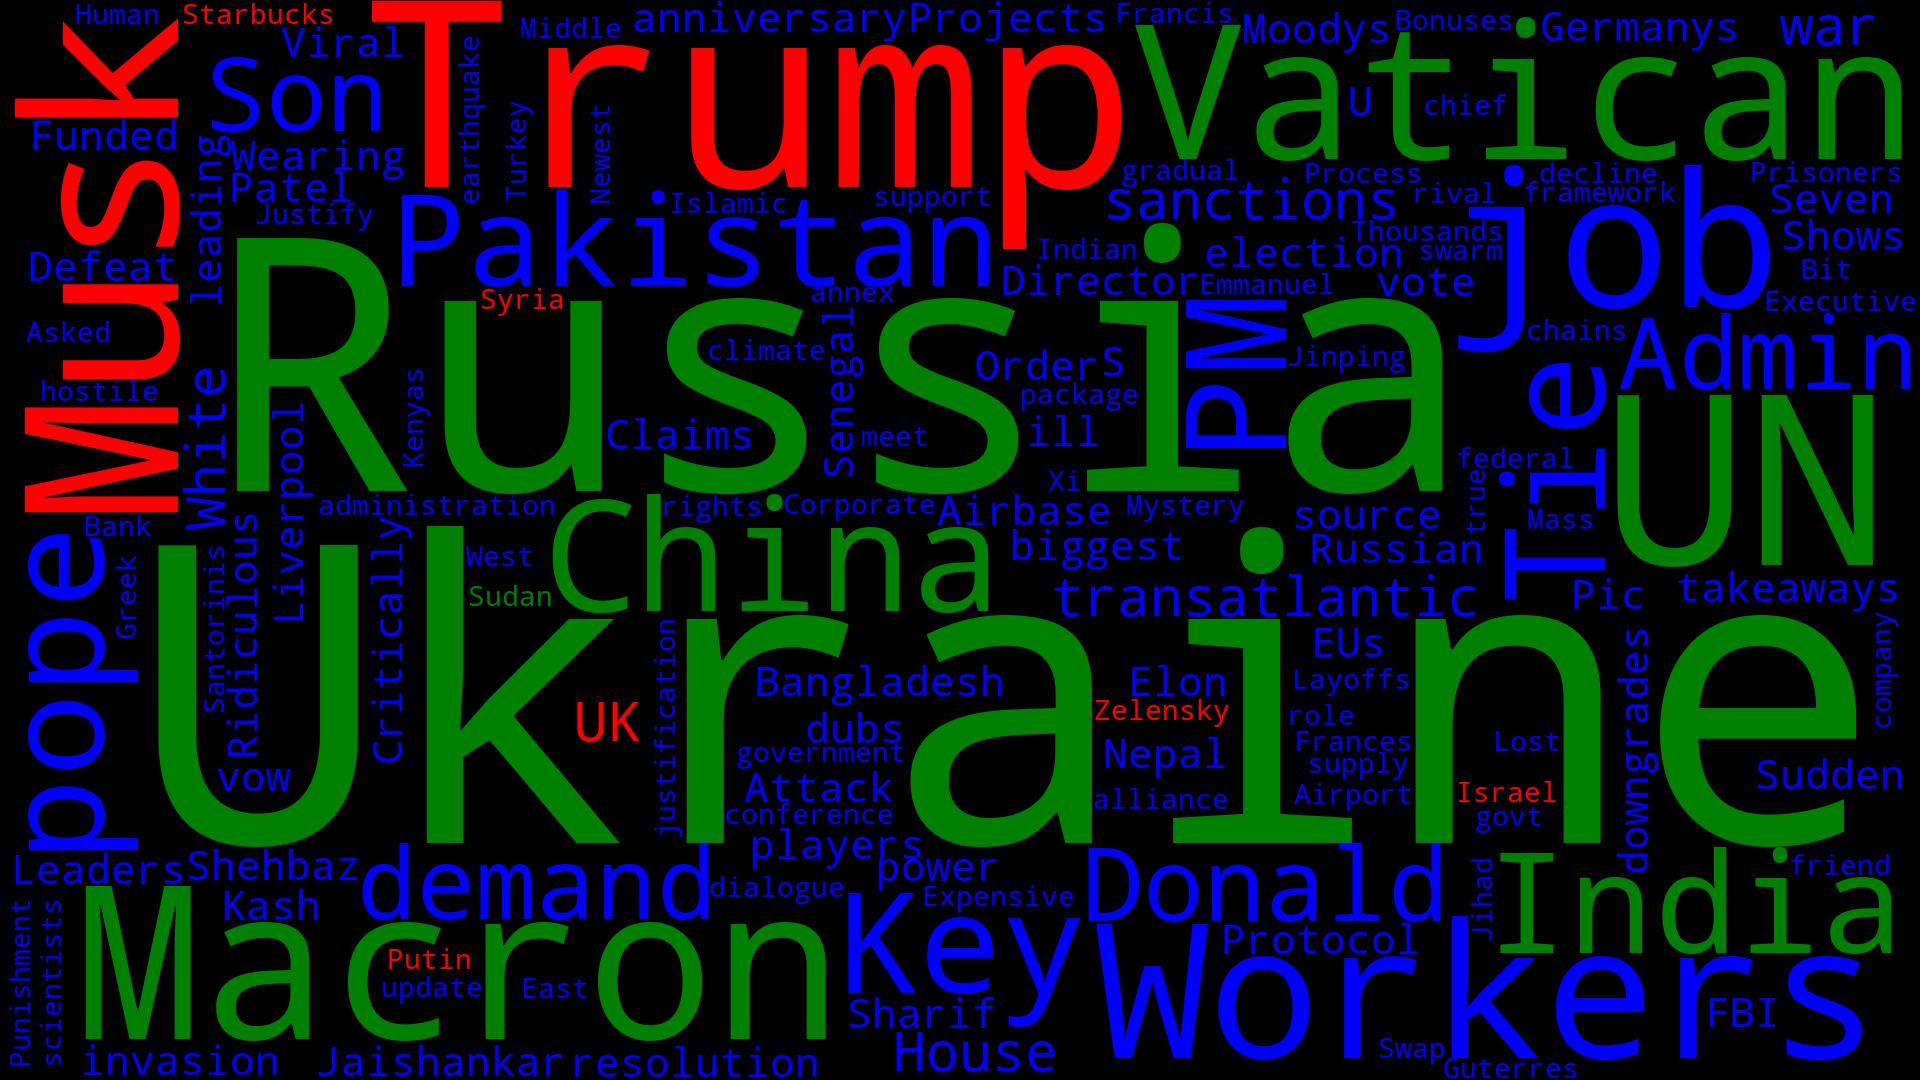 Human
Starbucks
Trump
Middle
anniversary
Projects
Francis
Moodys
Bonuses
Germanys
war
Viral
Son
Musk
earthquake
Turkey
Newest
Vatican
U
chief
Funded
leading
Wearing
Patel
Justify
Pakistan
Islamic
support
gradual
Process
decline
Prisoners
sanctions
rival
framework
Seven
job
Thousands
swarm
Shows
Indian
election
Defeat
Director
Emmanuel
vote
Bit
Executive
Russia
Syria
annex
Senegal
climate
Order
S
PM
Jinping
chains
Admin
Asked
hostile
White
Liverpool
Kenyas
Claims
meet
package
ill
Xi
Tie
UN
federal
true
Mass
administration
China
rights
Corporate
Airbase
Mystery
source
Bank
pope
Greek
Santorinis
Ridiculous
Critically
West
Sudan
biggest
Russian
transatlantic
Pic
takeaways
Ukraine
UK
justification
Bangladesh
Elon
EUs
Layoffs
Zelensky
role
dubs
government
Nepal
Frances
supply
Lost
downgrades
company
vow
Attack
alliance
Airport
Israel
Sudden
conference
govt
players
Leaders
Shehbaz
demand
power
Donald
Jihad
India
friend
dialogue
Kash
Expensive
Key
Protocol
Workers
Punishment
scientists
Macron
Putin
update
East
Sharif
FBI
invasion
Jaishankar
resolution
House
Swap
Guterres